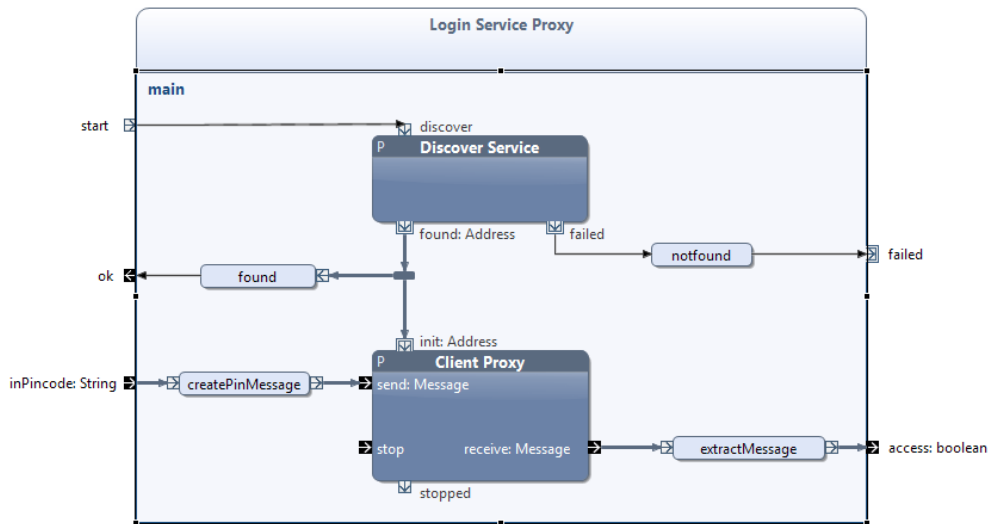 Login Service Proxy
main
start
discover
p
Discover Service
found: Address
failed
notfound
failed
ok
found
init: Address
p
Client Proxy
inPincode: String
createPinMessage
send: Message
stop
receive: Message
extractMessage
access: boolean
stopped